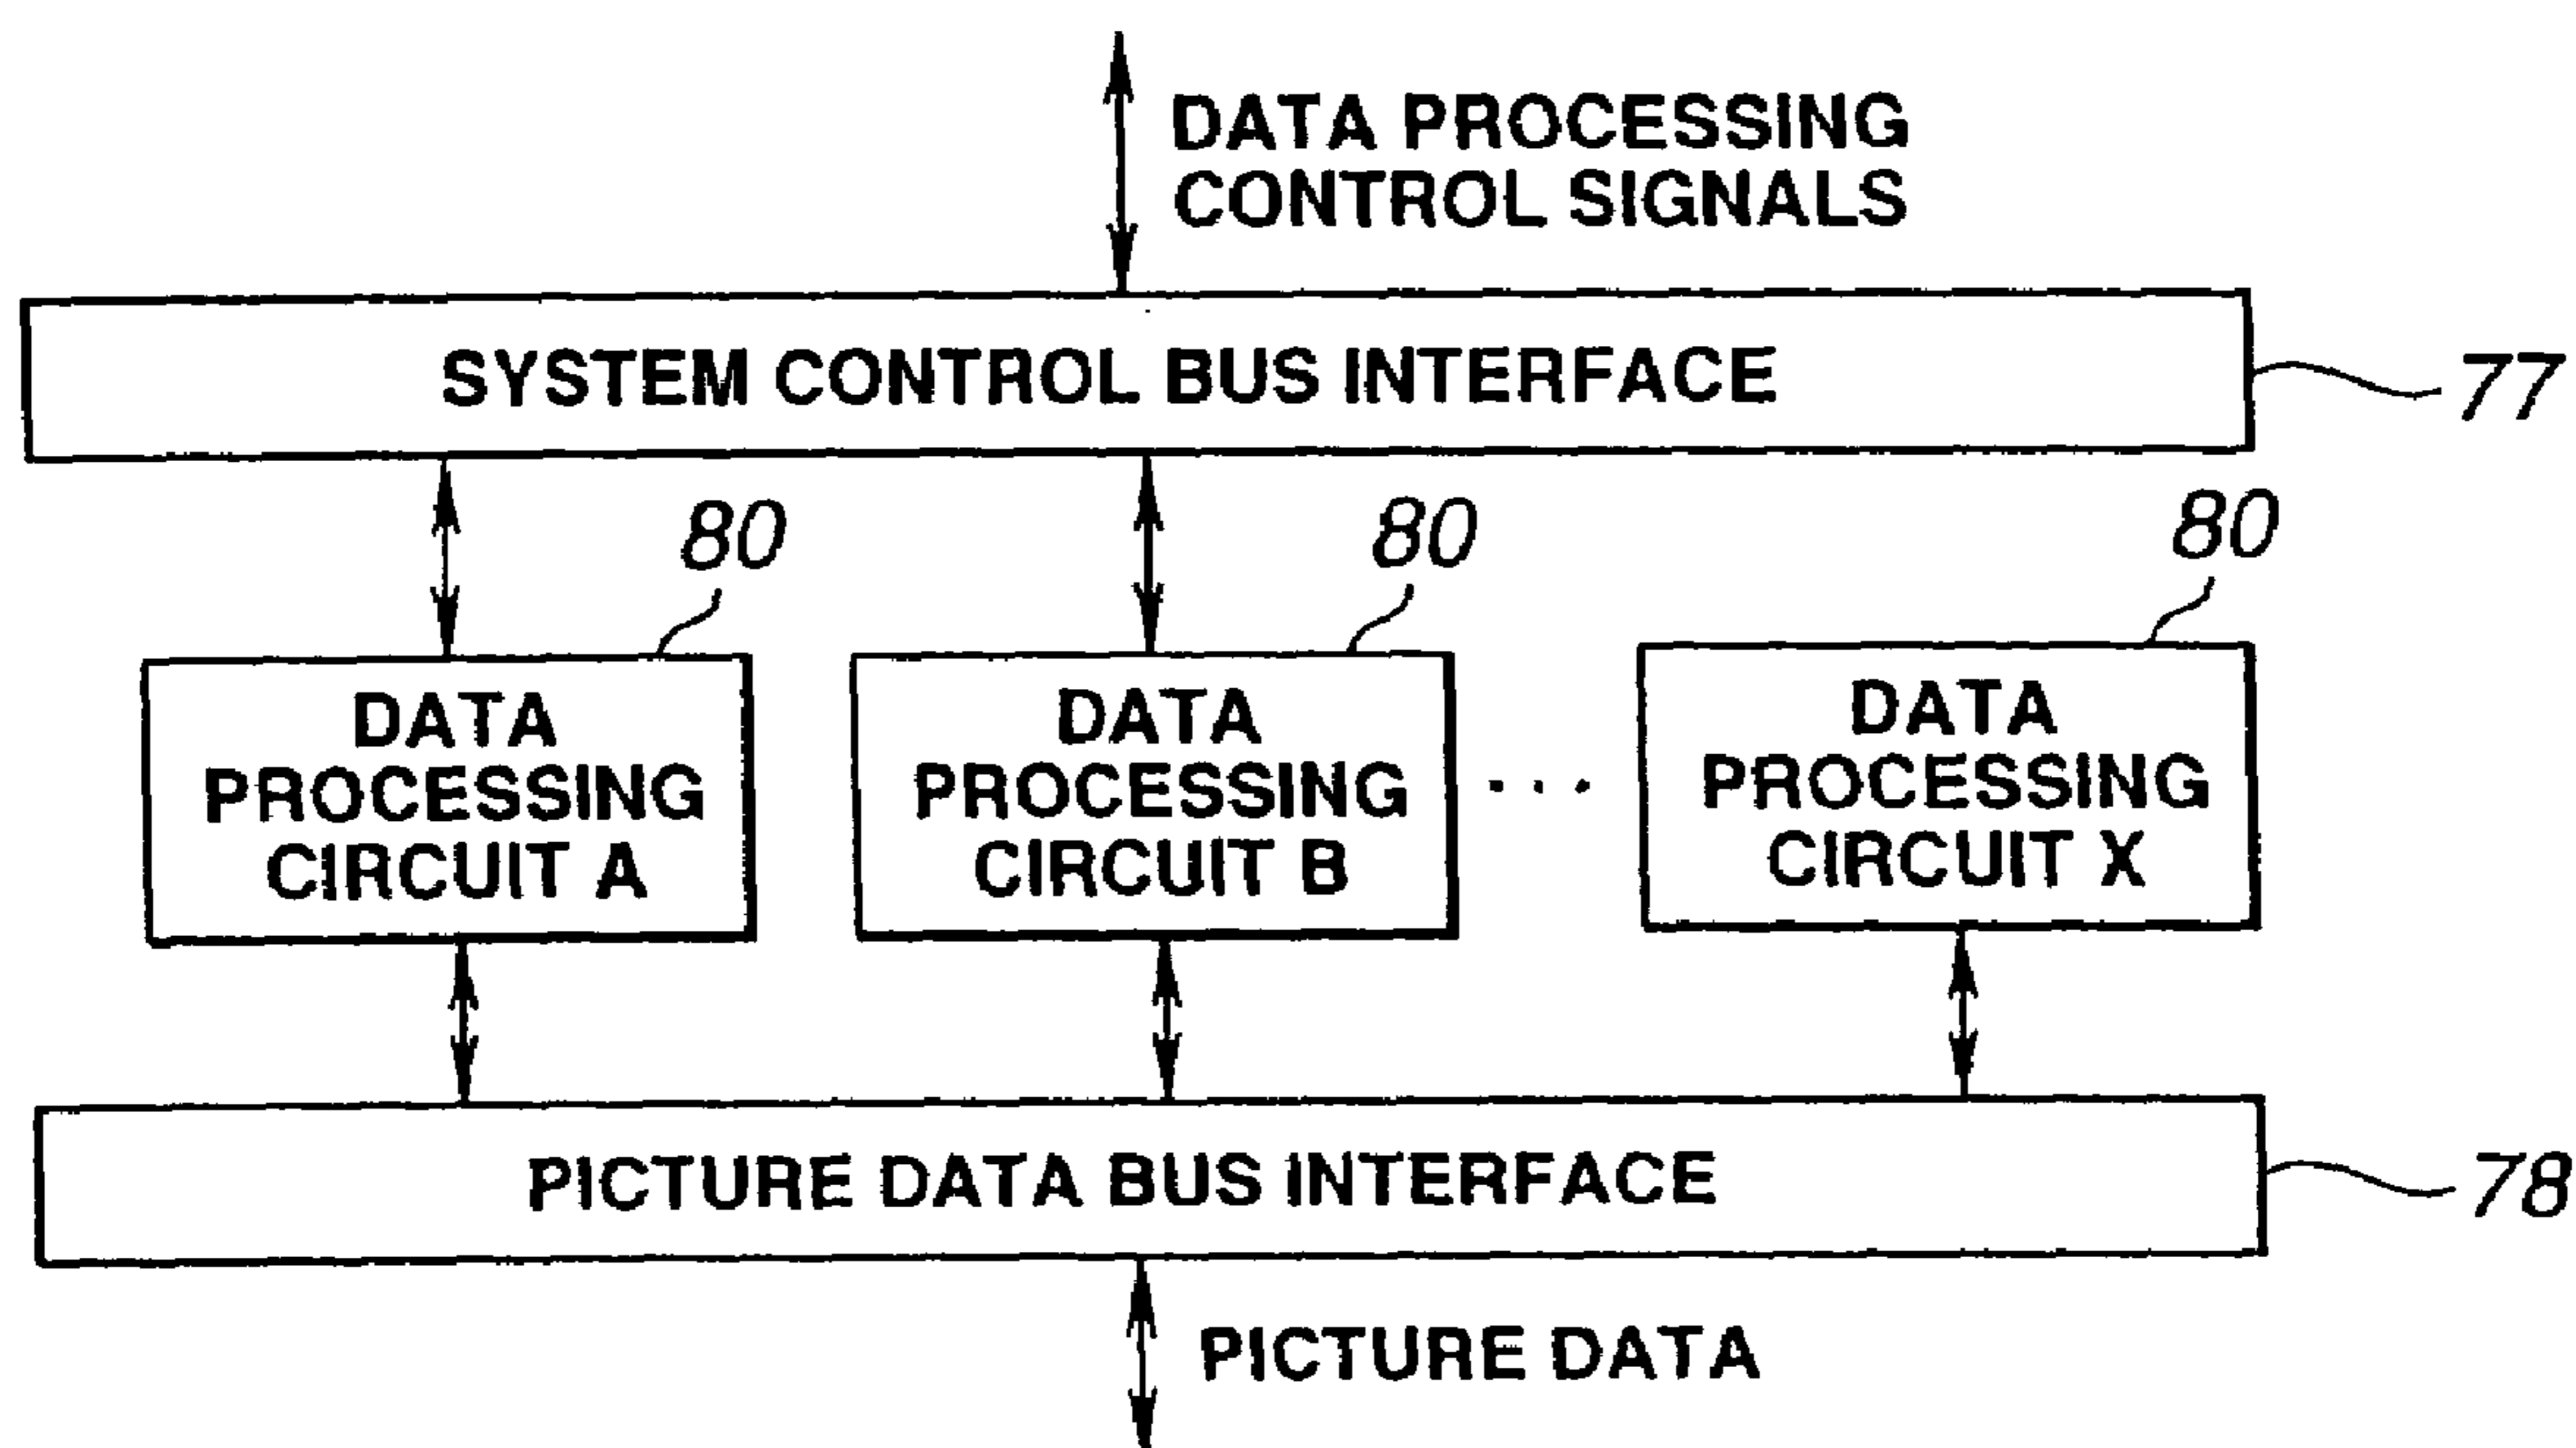 DATA PROCESSING
CONTROL SIGNALS
SYSTEM CONTROL BUS INTERFACE
77
80
80
80
DATA
PROCESSING
CIRCUIT A
DATA
PROCESSING
CIRCUIT B
...
DATA
PROCESSING
CIRCUIT X
PICTURE DATA BUS INTERFACE
78
PICTURE DATA